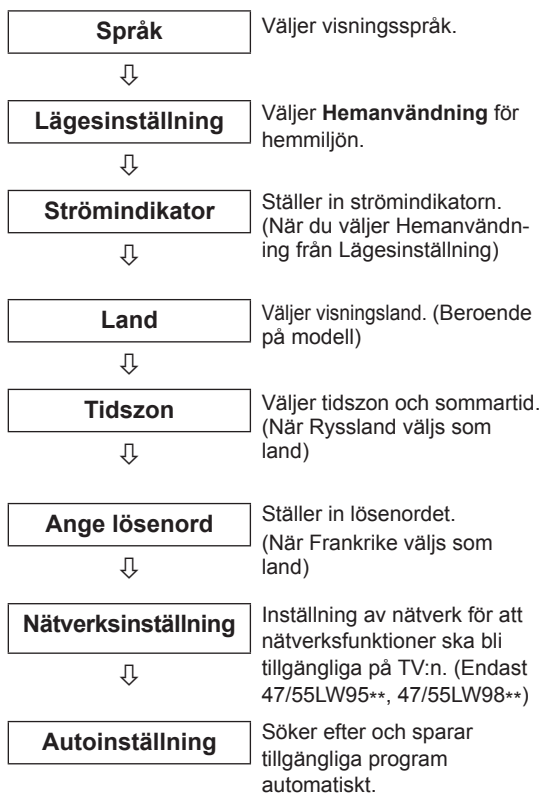 Språk
Väljer visningsspråk.
Lägesinställning
Väljer Hemanvändning för
hemmiljön.
Strömindikator
Ställer in strömindikatorn.
(När du väljer Hemanvändn-
ing från Lägesinställning)
Land
Väljer visningsland. (Beroende
på modell)
Tidszon
Väljer tidszon och sommartid.
(När Ryssland väljs som
land)
Ange lösenord
Ställer in lösenordet.
(När Frankrike väljs som
land)
Nätverksinställning
Inställning av nätverk för att
nätverksfunktioner ska bli
tillgängliga på TV:n. (Endast
47/55LW95**, 47/55LW98**)
Autoinställning
Söker efter och sparar
tillgängliga program
automatiskt.